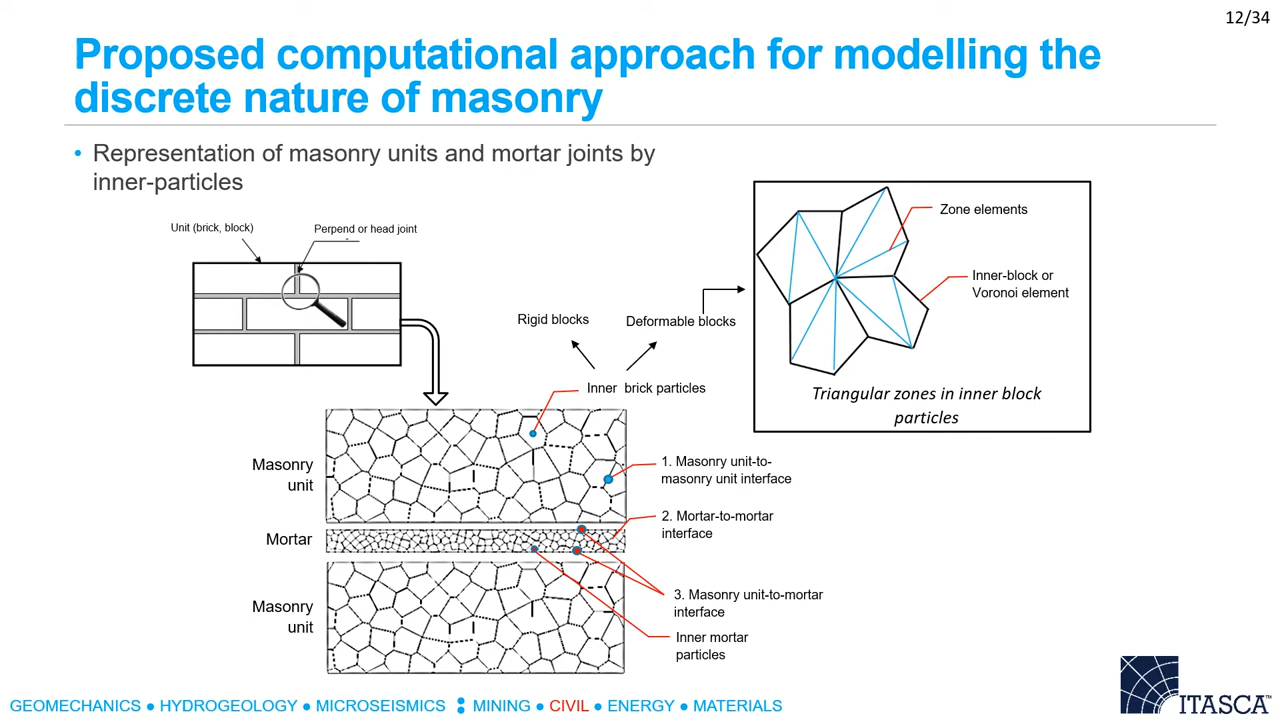 12/34
Proposed computational approach for modelling the
discrete nature of masonry
• Representation of masonry units and mortar joints by
inner-particles
Unit (brick, block)
Perpend or head joint
Zone elements
Inner-block or
Voronoi element
Rigid blocks
Deformable blocks
Inner brick particles
Triangular zones in inner block
particles
Masonry
unit
1. Masonry unit-to-
masonry unit interface
2. Mortar-to-mortar
interface
Mortar
3. Masonry unit-to-mortar
interface
Masonry
unit
Inner mortar
particles
GEOMECHANICS ● HYDROGEOLOGY ● MICROSEISMICS : MINING ● CIVIL ● ENERGY ● MATERIALS
ITASCA™